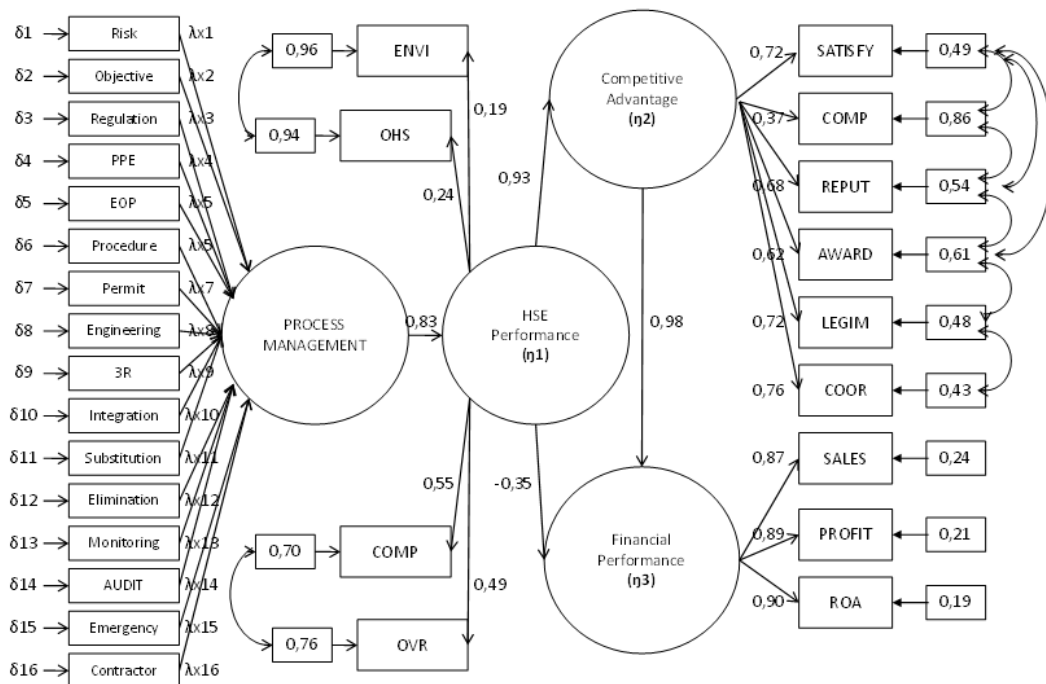 δ1 Risk λx1
δ2 Objective λx2
δ3 Regulation λx3
δ4 PPE λx4
δ5 EOP λx5
δ6 Procedure λx5
δ7 Permit λx7
δ8 Engineering λx8
δ9 3R λx9
δ10 Integration λx10
δ11 Substitution λx11
δ12 Elimination λx12
δ13 Monitoring λx13
δ14 AUDIT λx14
δ15 Emergency λx15
δ16 Contractor λx16
PROCESS
MANAGEMENT
0,83
0,96 ENVI
0,19
0,94 OHS
0,24
HSE
Performance
(η1)
0,55
0,70 COMP
0,49
0,76 OVR
0,93
-0,35
Competitive
Advantage
(η2)
0,98
Financial
Performance
(η3)
0,72 SATISFY 0,49
0,37 COMP 0,86
0,68 REPUT 0,54
0,62 AWARD 0,61
0,72 LEGIM 0,48
0,76 COOR 0,43
0,87 SALES 0,24
0,89 PROFIT 0,21
0,90 ROA 0,19